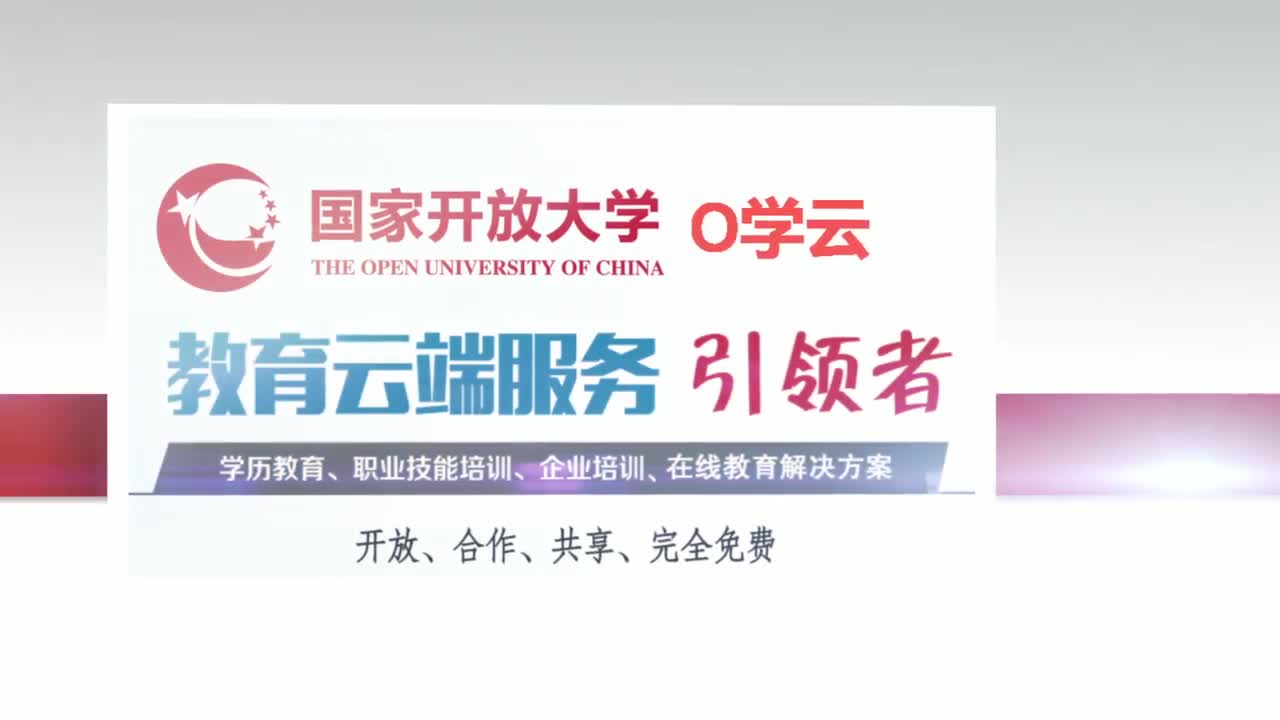 国家开放大学 O学云
THE OPEN UNIVERSITY OF CHINA
教育云端服务 引领者
学历教育、职业技能培训、企业培训、在线教育解决方案
开放、合作、共享、完全免费